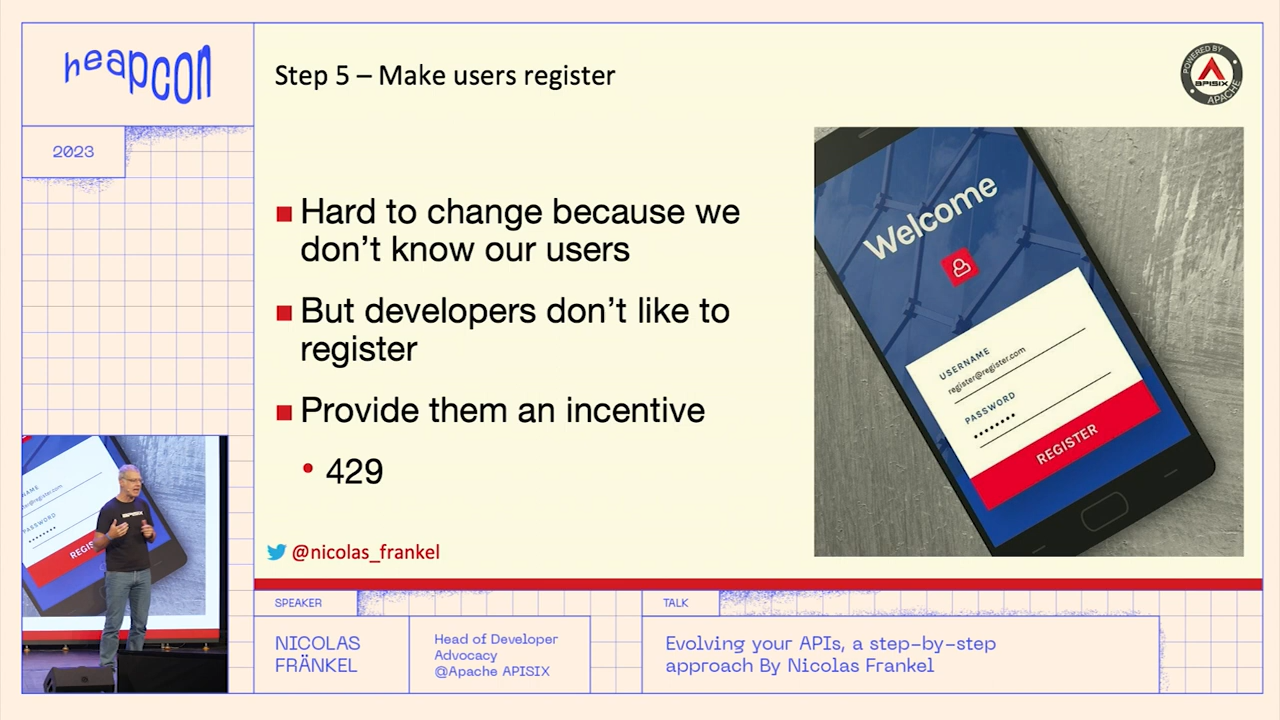 heapcon
2023
Step 5 – Make users register
POWERED BY
APISIX
APACHE
Hard to change because we
don't know our users
But developers don't like to
register
Provide them an incentive
429
@nicolas_frankel
Welcome
USERNAME
register@register.com
PASSWORD
REGISTER
SPEAKER
NICOLAS
FRÄNKEL
Head of Developer
Advocacy
@Apache APISIX
TALK
Evolving your APIs, a step-by-step
approach By Nicolas Frankel